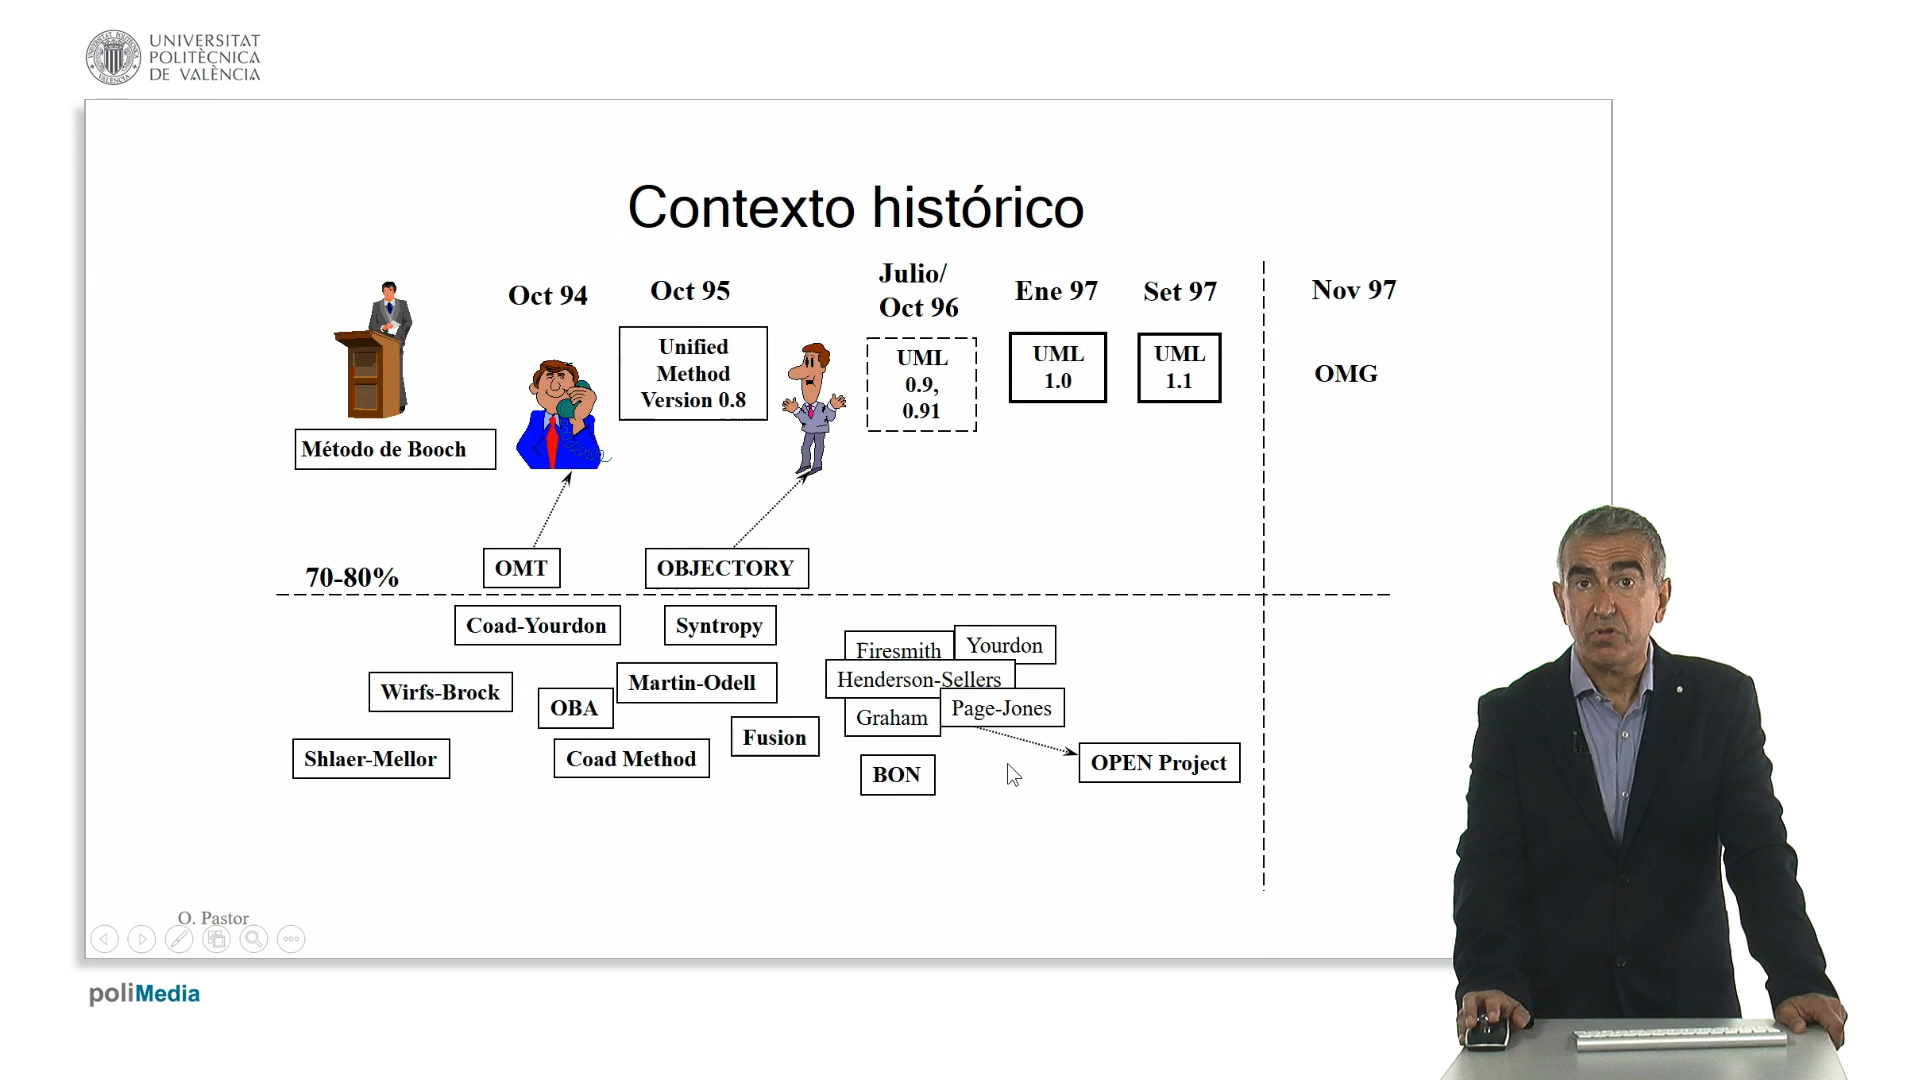 UNIVERSITAT
POLITÈCNICA
DE VALÈNCIA
Contexto histórico
Oct 94
Oct 95
Julio/
Oct 96
Ene 97
Set 97
Nov 97
Unified
Method
Version 0.8
UML
0.9,
0.91
UML
1.0
UML
1.1
OMG
Método de Booch
70-80%
OMT
OBJECTORY
Coad-Yourdon
Syntropy
Firesmith
Yourdon
Henderson-Sellers
Wirfs-Brock
OBA
Martin-Odell
Graham
Page-Jones
Fusion
Shlaer-Mellor
Coad Method
BON
OPEN Project
O. Pastor
poliMedia